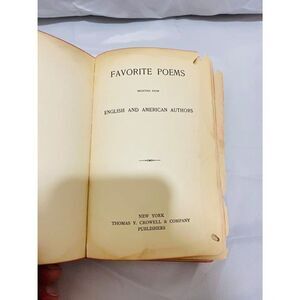 FAVORITE POEMS
SELECTED FROM
ENGLISH AND AMERICAN AUTHORS
NEW YORK
THOMAS Y. CROWELL & COMPANY
PUBLISHERS